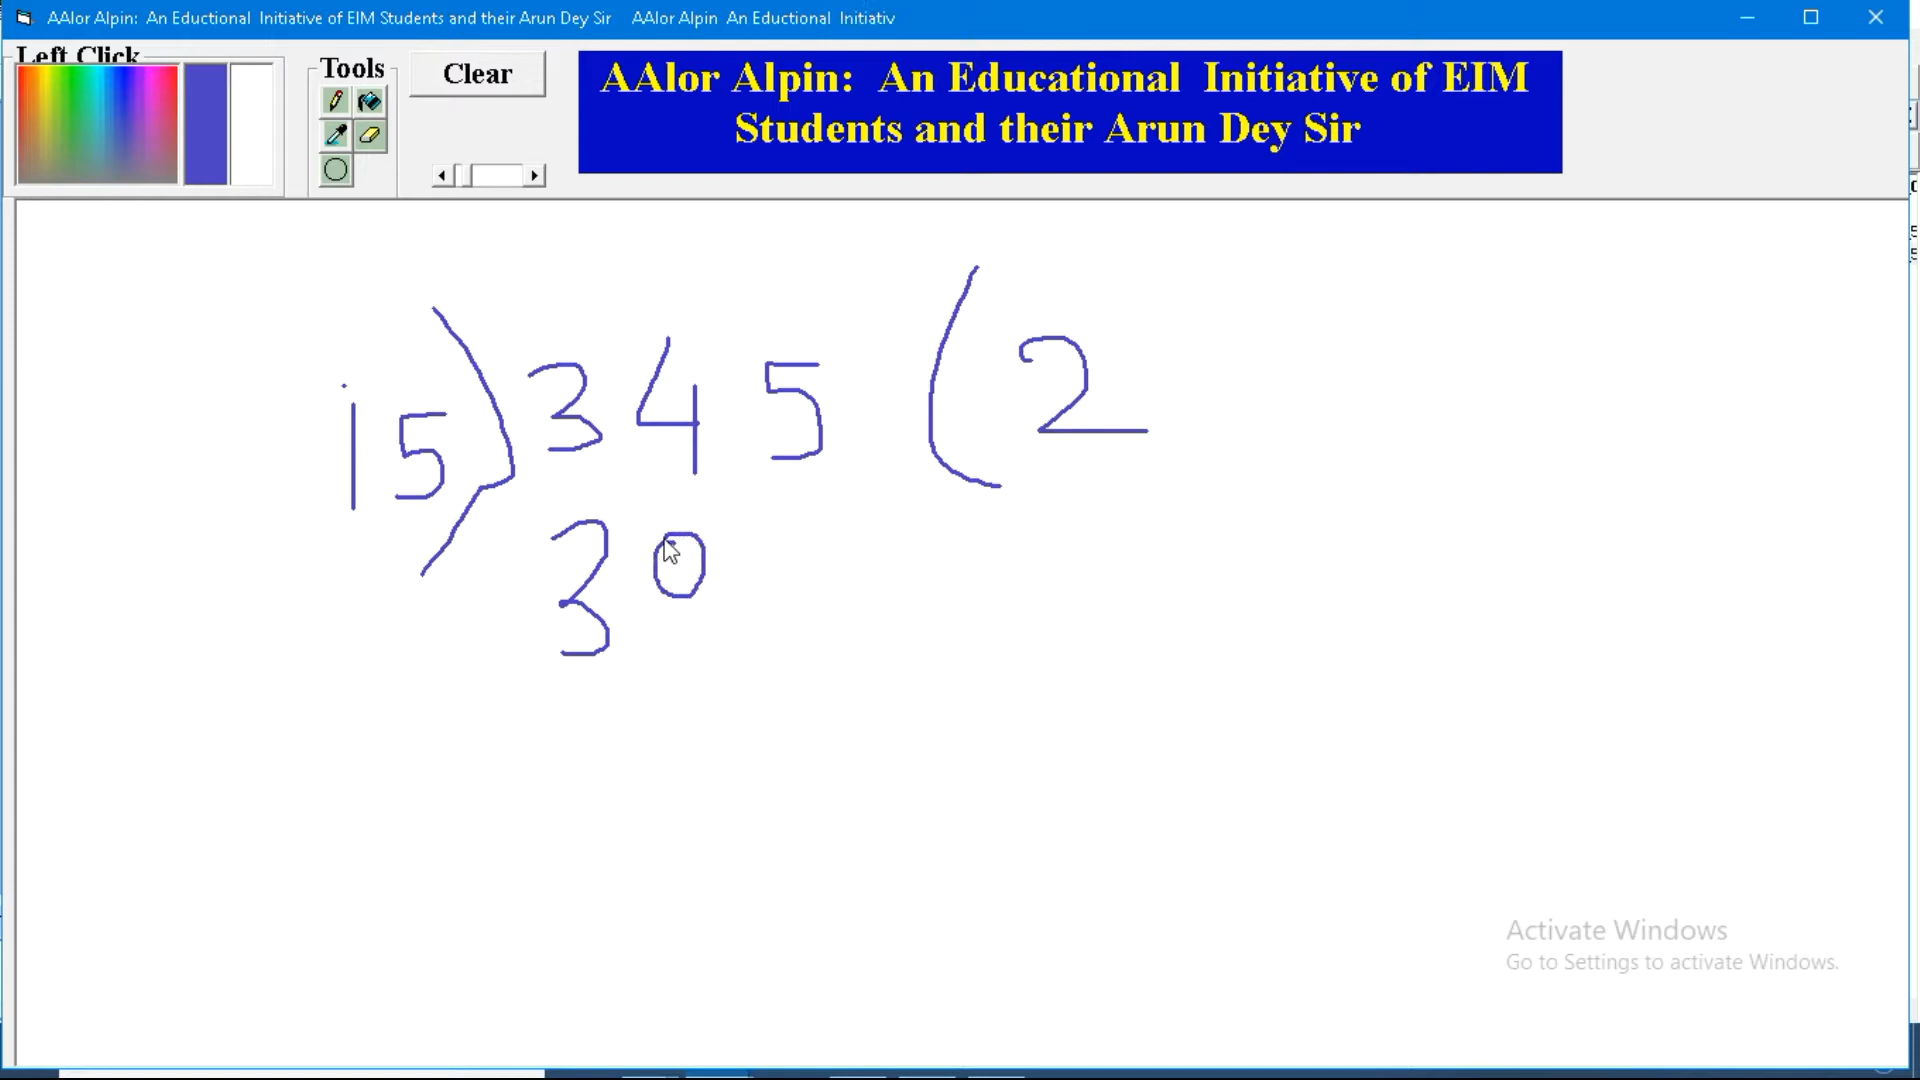 AAlor Alpin: An Eductional Initiative of EIM Students and their Arun Dey Sir AAlor Alpin An Eductional Initiativ
Left Click
Tools
Clear
AAlor Alpin: An Educational Initiative of EIM
Students and their Arun Dey Sir
15)345(2
30
Activate Windows
Go to Settings to activate Windows.